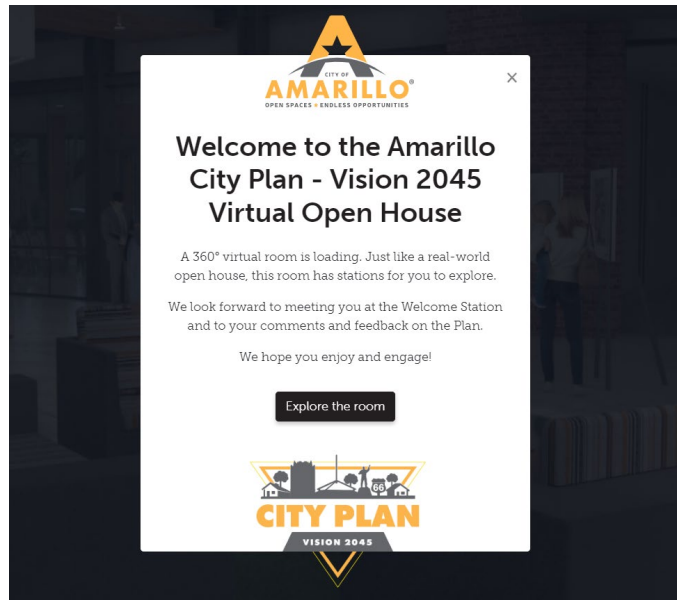 CITY OF
AMARILLO®
OPEN SPACES ★ ENDLESS OPPORTUNITIES
×
Welcome to the Amarillo
City Plan - Vision 2045
Virtual Open House
A 360° virtual room is loading. Just like a real-world
open house, this room has stations for you to explore.
We look forward to meeting you at the Welcome Station
and to your comments and feedback on the Plan.
We hope you enjoy and engage!
Explore the room
66
CITY PLAN
VISION 2045